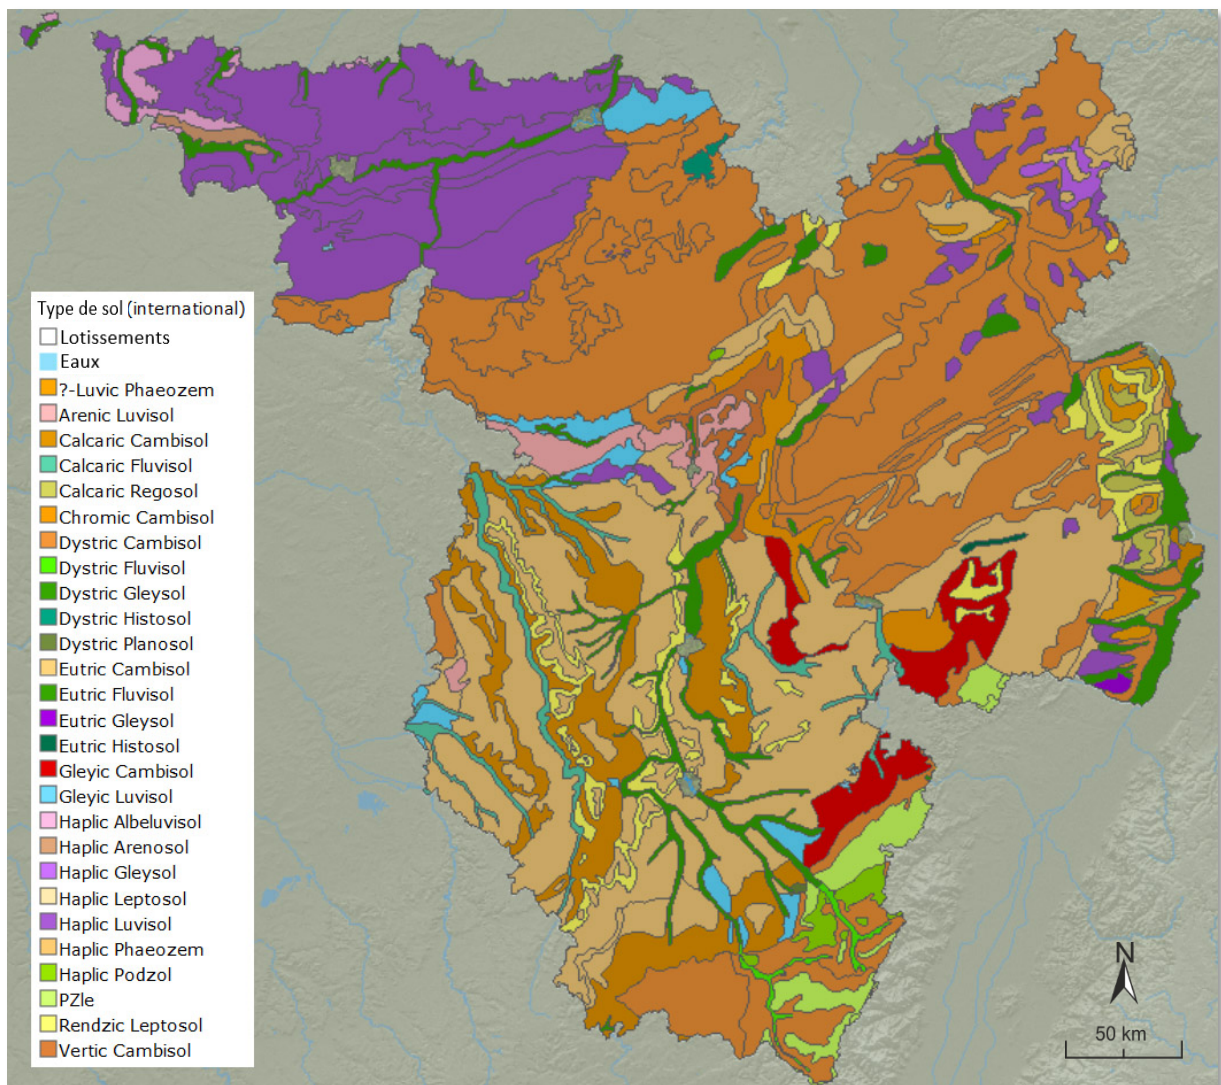 Type de sol (international)
Lotissements
Eaux
?-Luvic Phaeozem
Arenic Luvisol
Calcaric Cambisol
Calcaric Fluvisol
Calcaric Regosol
Chromic Cambisol
Dystric Cambisol
Dystric Fluvisol
Dystric Gleysol
Dystric Histosol
Dystric Planosol
Eutric Cambisol
Eutric Fluvisol
Eutric Gleysol
Eutric Histosol
Gleyic Cambisol
Gleyic Luvisol
Haplic Albeluvisol
Haplic Arenosol
Haplic Gleysol
Haplic Leptosol
Haplic Luvisol
Haplic Phaeozem
Haplic Podzol
PZle
Rendzic Leptosol
Vertic Cambisol
N
50 km